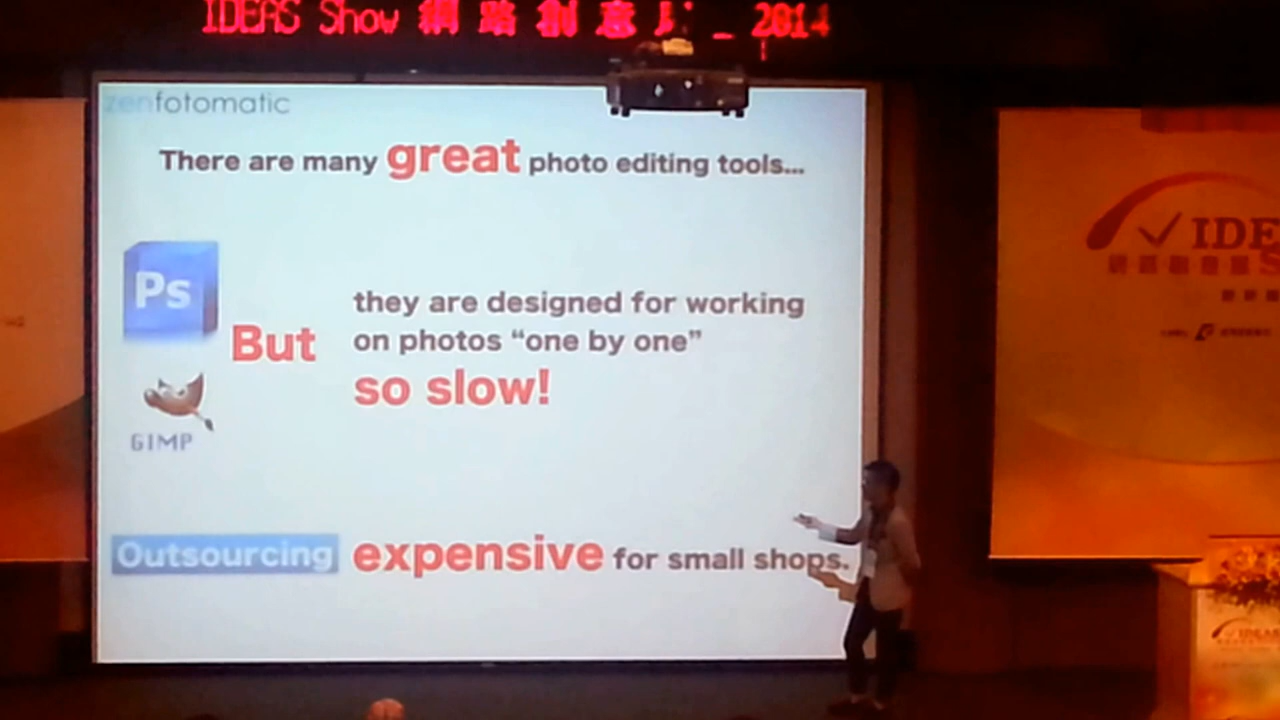 IDEAS Show 網路創意 _ 2014
zenfotomatic
There are many great photo editing tools...
Ps
they are designed for working
But on photos “one by one”
so slow!
GIMP
Outsourcing expensive for small shops.
IDE